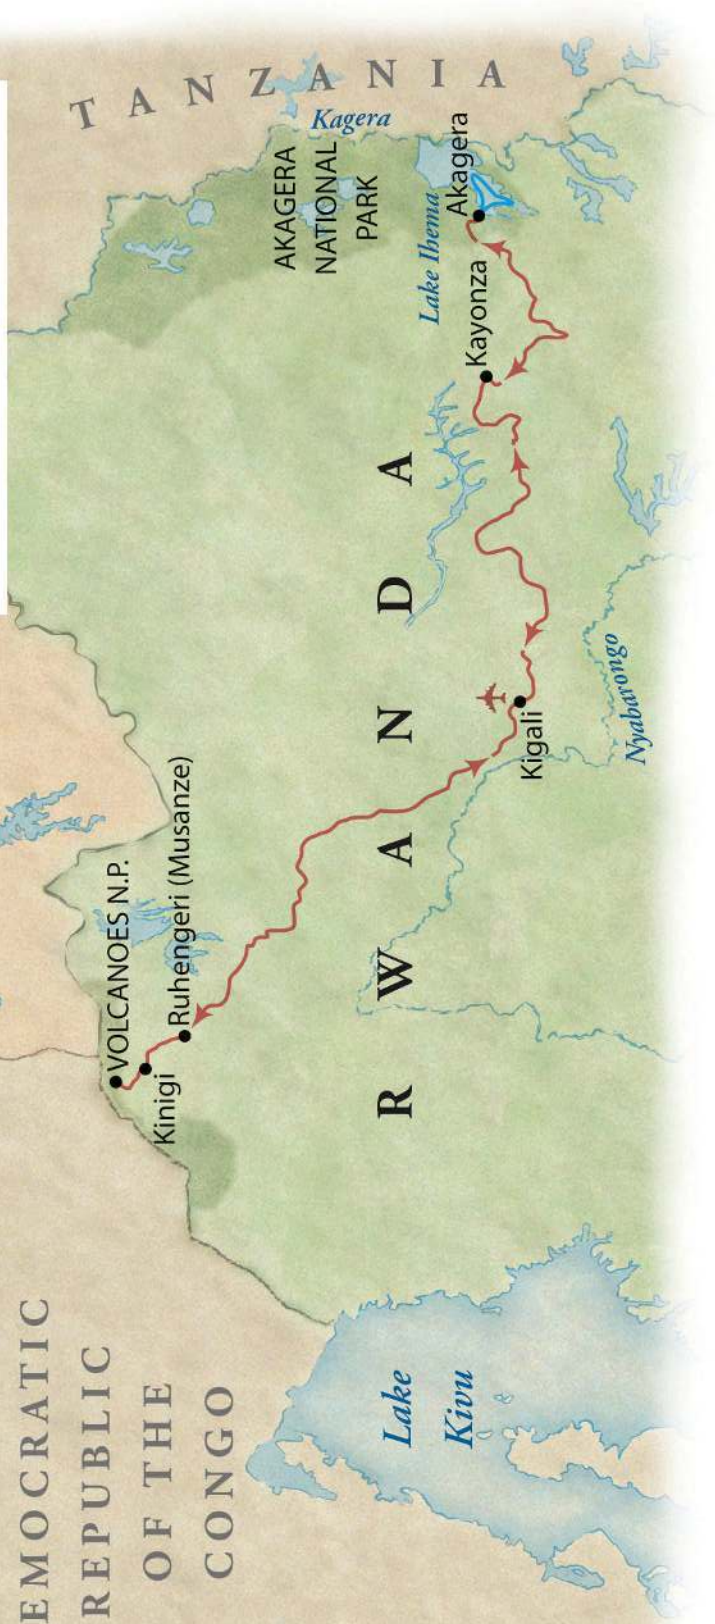 TANZANIA
Kagera
AKAGERA
NATIONAL
PARK
Lake Ihema
Akagera
Kayonza
RWANDA
Kigali
Nyabarongo
VOLCANOES N.P.
Ruhengeri (Musanze)
Kinigi
EMOCRATIC
REPUBLIC
OF THE
CONGO
Lake
Kivu